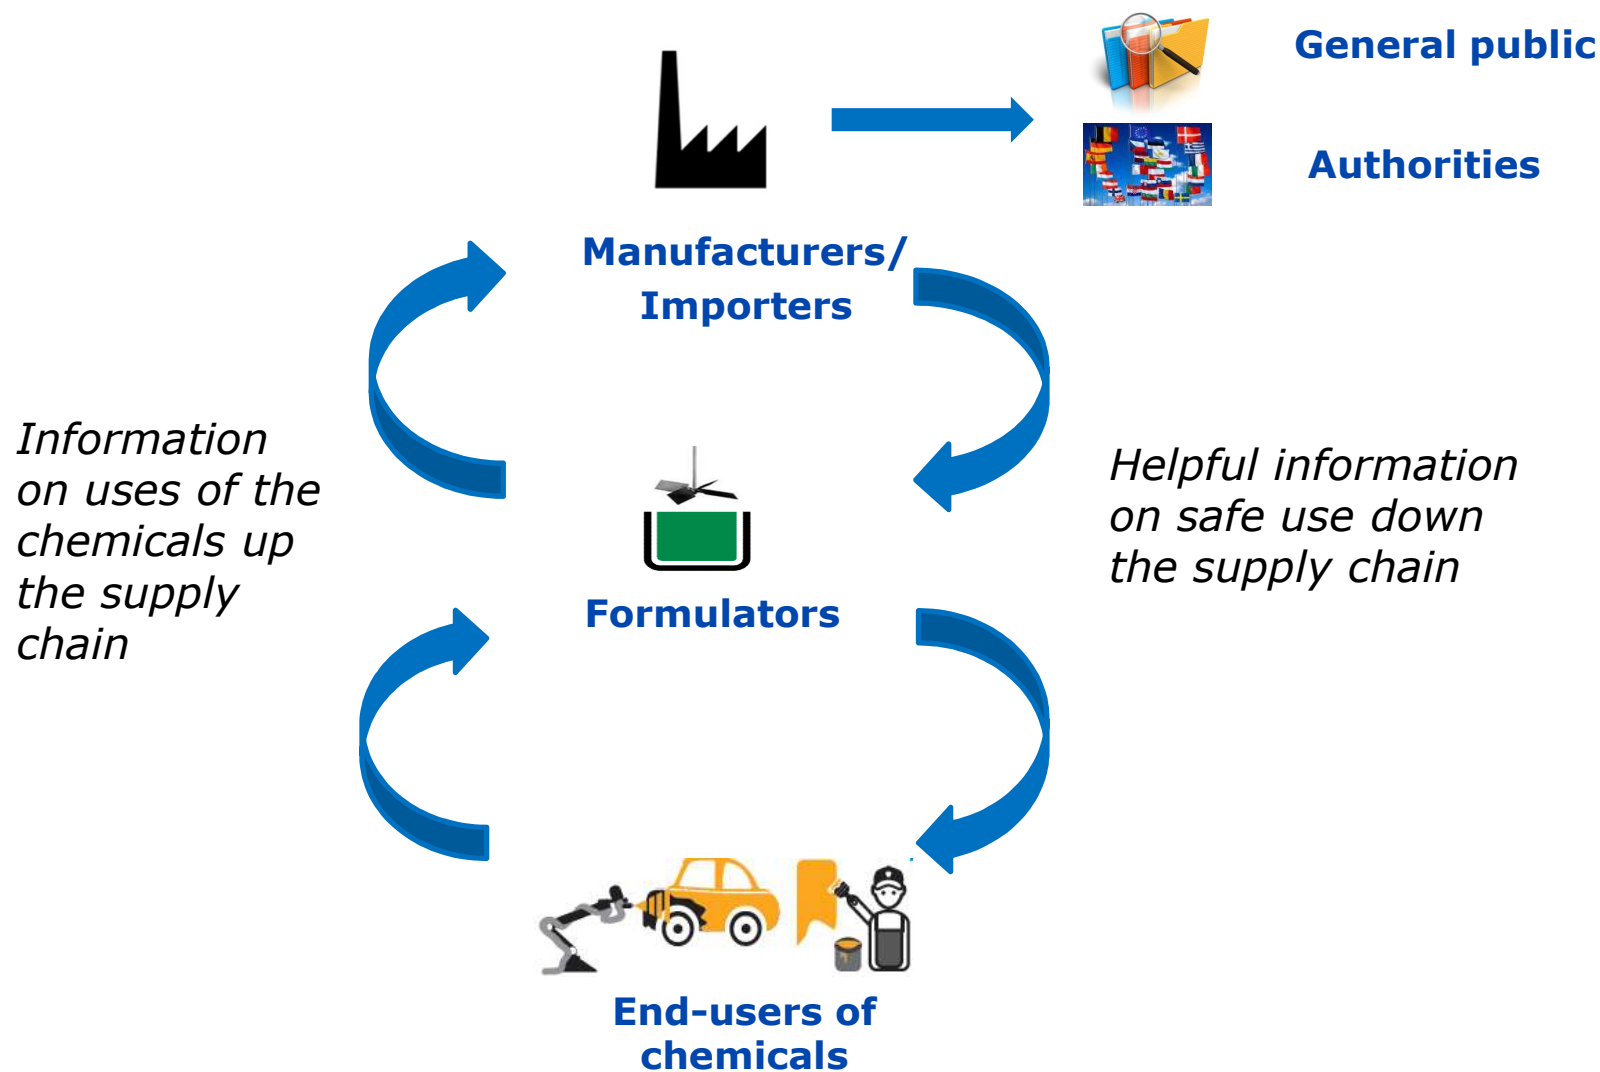 General public
Authorities
Manufacturers/
Importers
Information
on uses of the
chemicals up
the supply
chain
Helpful information
on safe use down
the supply chain
Formulators
End-users of
chemicals